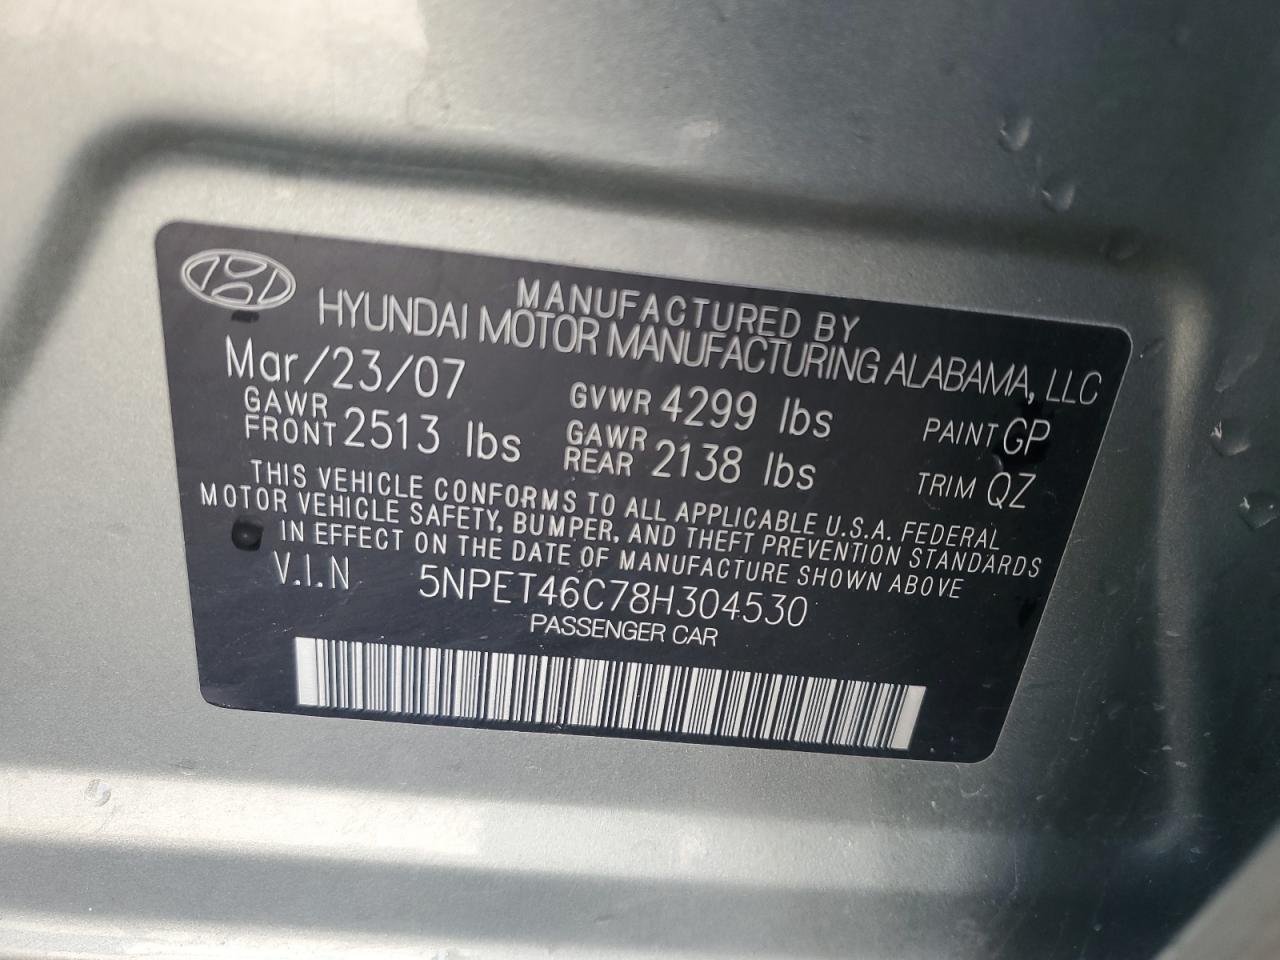 MANUFACTURED BY
HYUNDAI MOTOR MANUFACTURING ALABAMA, LLC
Mar/23/07 GVWR 4299 lbs PAINT GP
GAWR FRONT 2513 lbs GAWR REAR 2138 lbs TRIM QZ
THIS VEHICLE CONFORMS TO ALL APPLICABLE U.S.A. FEDERAL
MOTOR VEHICLE SAFETY, BUMPER, AND THEFT PREVENTION STANDARDS
IN EFFECT ON THE DATE OF MANUFACTURE SHOWN ABOVE
V.I.N 5NPET46C78H304530
PASSENGER CAR